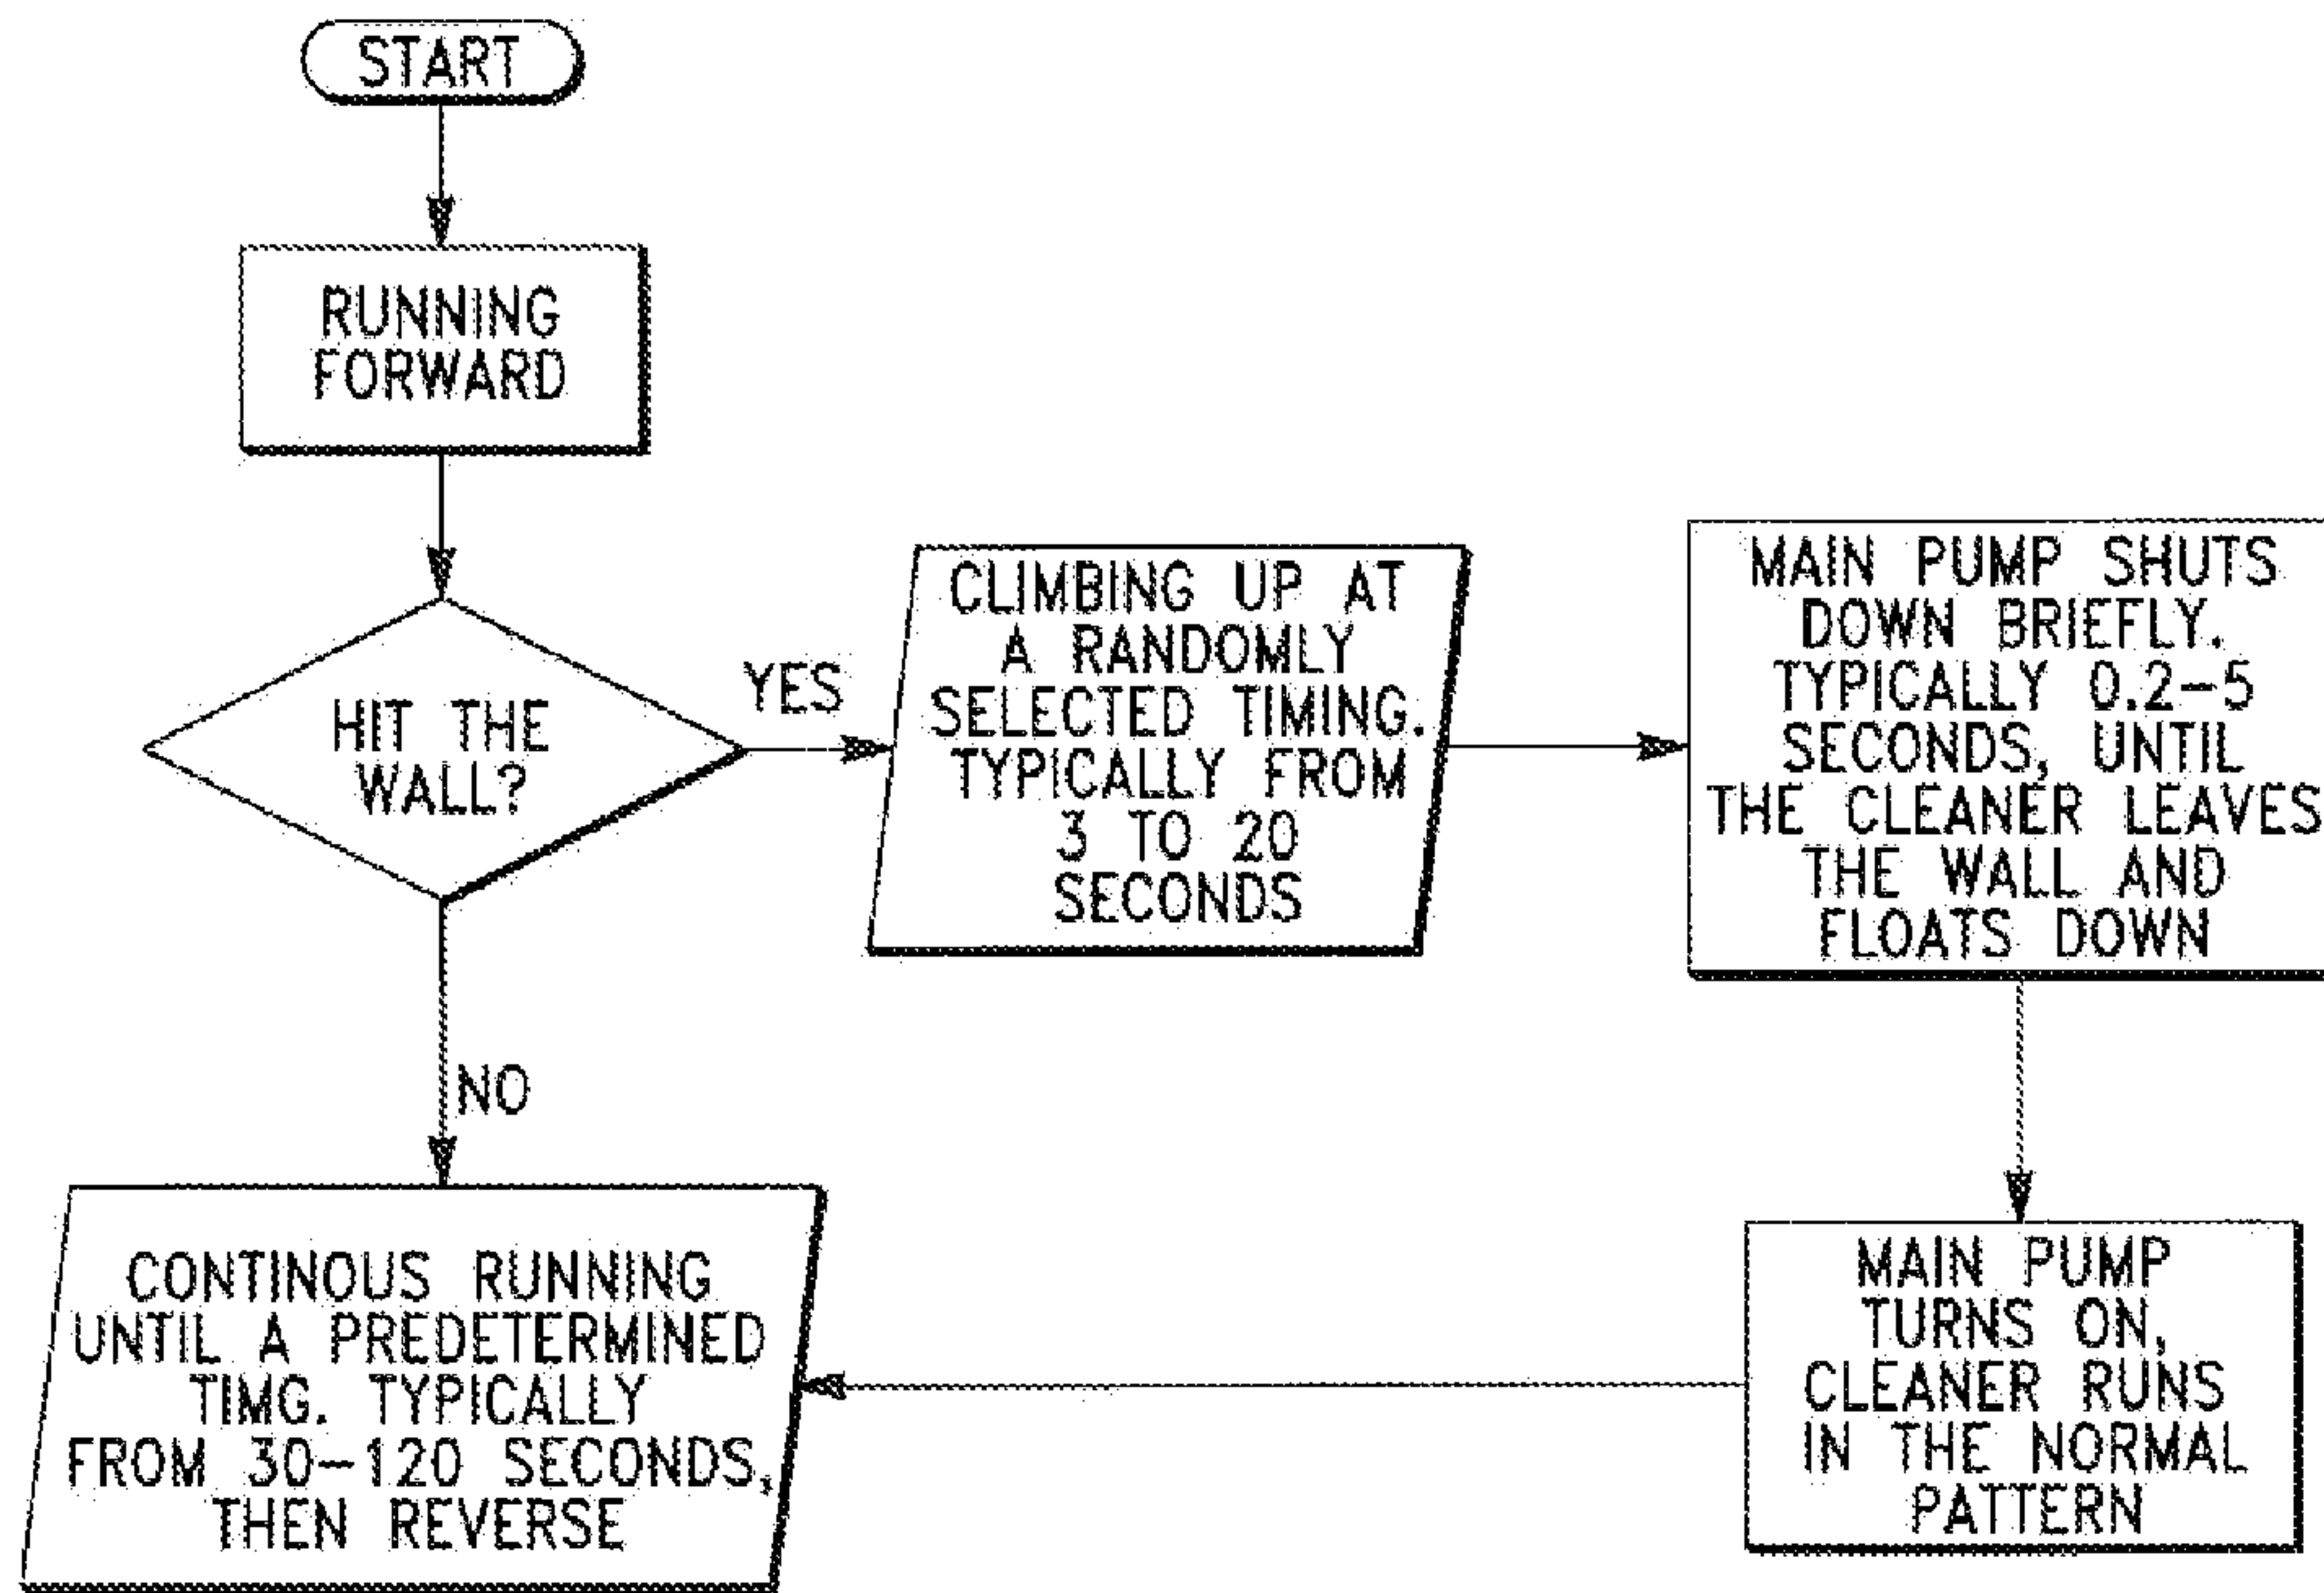 START
RUNNING
FORWARD
HIT THE
WALL?
YES
CLIMBING UP AT
A RANDOMLY
SELECTED TIMING.
TYPICALLY FROM
3 TO 20
SECONDS
MAIN PUMP SHUTS
DOWN BRIEFLY.
TYPICALLY 0.2-5
SECONDS, UNTIL
THE CLEANER LEAVES
THE WALL AND
FLOATS DOWN
NO
CONTINOUS RUNNING
UNTIL A PREDETERMINED
TIMG. TYPICALLY
FROM 30-120 SECONDS,
THEN REVERSE
MAIN PUMP
TURNS ON,
CLEANER RUNS
IN THE NORMAL
PATTERN